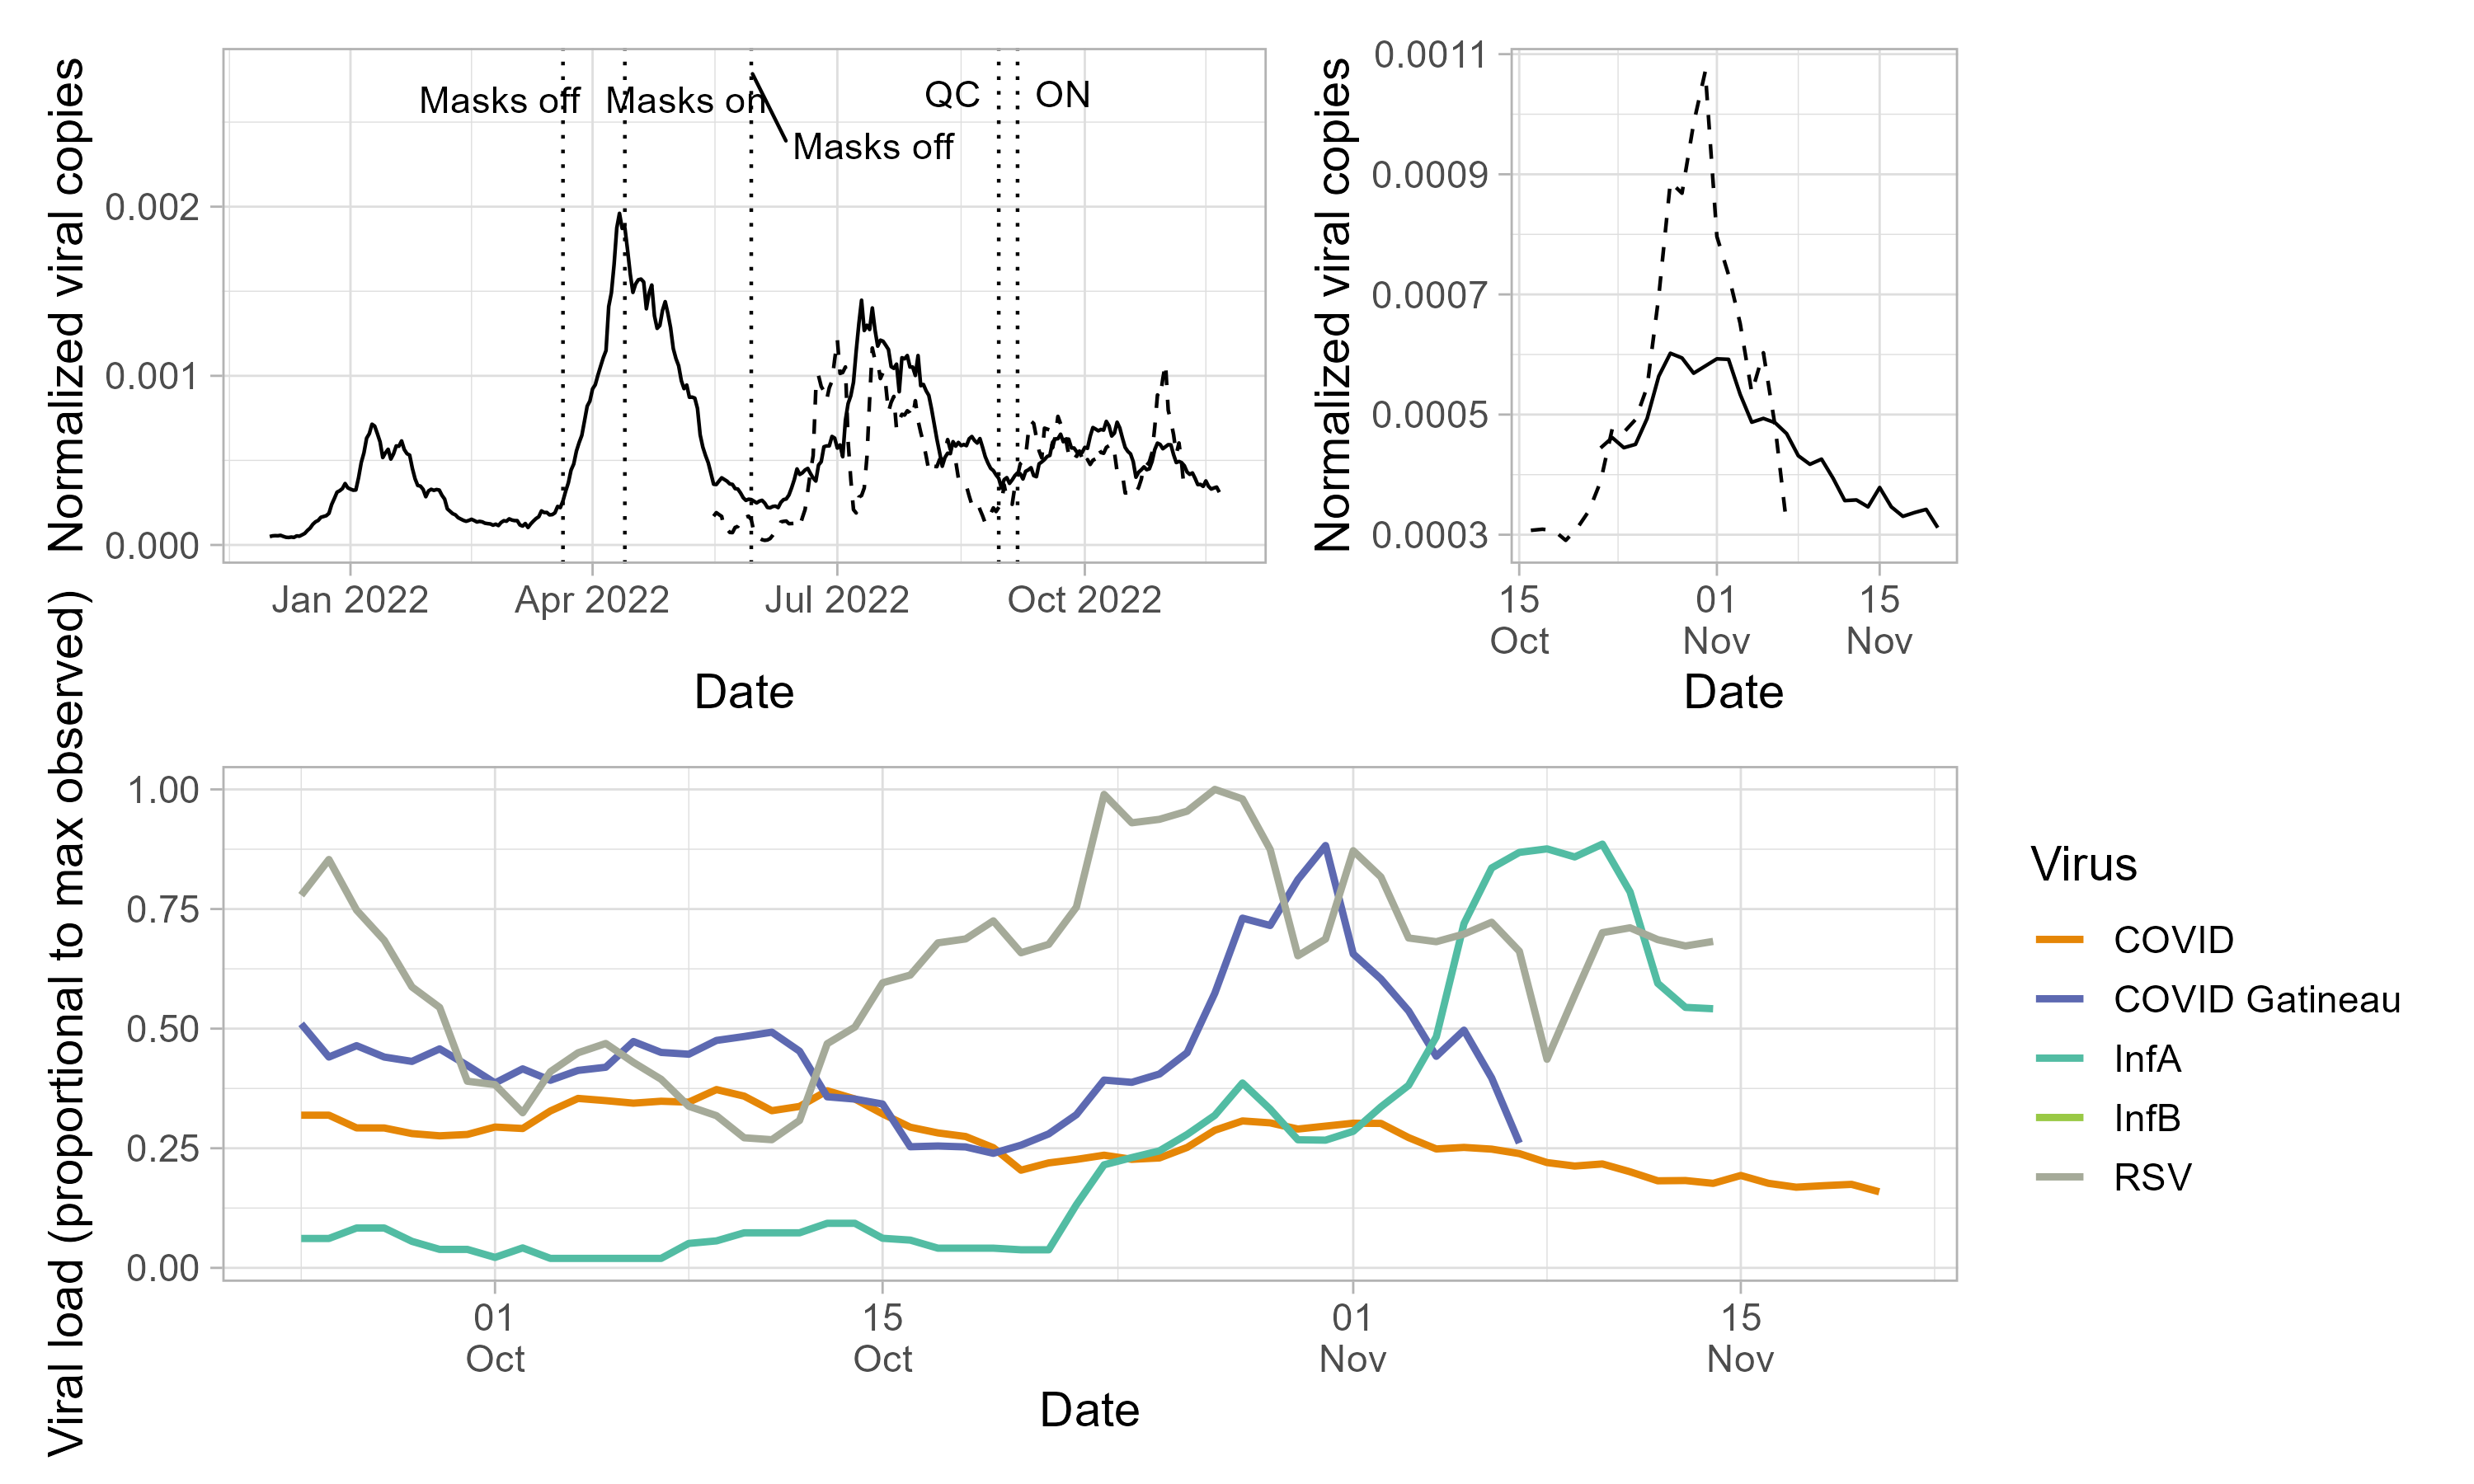 Normalized viral copies
0.002
0.001
0.000
Masks off
Masks on
Masks off
QC
ON
Jan 2022
Apr 2022
Jul 2022
Oct 2022
Date
Normalized viral copies
0.0011
0.0009
0.0007
0.0005
0.0003
15
Oct
01
Nov
15
Nov
Date
Viral load (proportional to max observed)
1.00
0.75
0.50
0.25
0.00
01
Oct
15
Oct
01
Nov
15
Nov
Date
Virus
COVID
COVID Gatineau
InfA
InfB
RSV